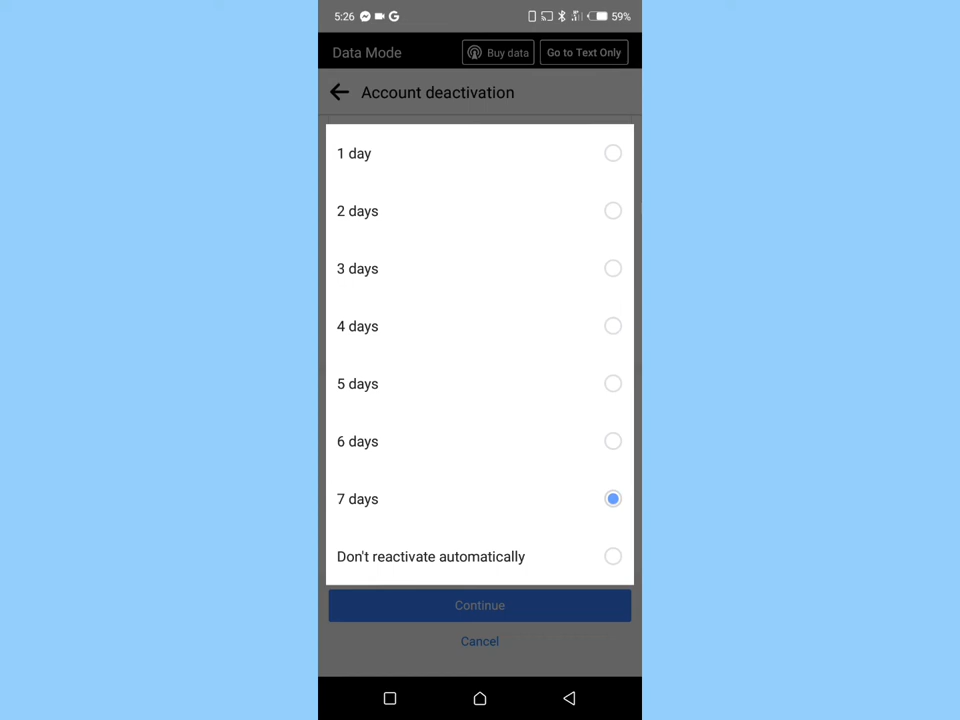 5:26 59%
Data Mode Buy data Go to Text Only
Account deactivation
1 day
2 days
3 days
4 days
5 days
6 days
7 days
Don't reactivate automatically
Continue
Cancel